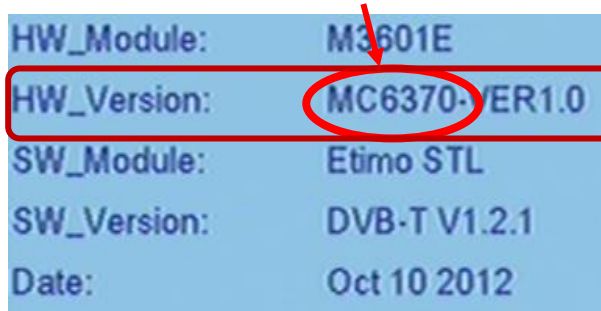 HW_Module: M3601E
HW_Version: MC6370-VER1.0
SW_Module: Etimo STL
SW_Version: DVB-T V1.2.1
Date: Oct 10 2012